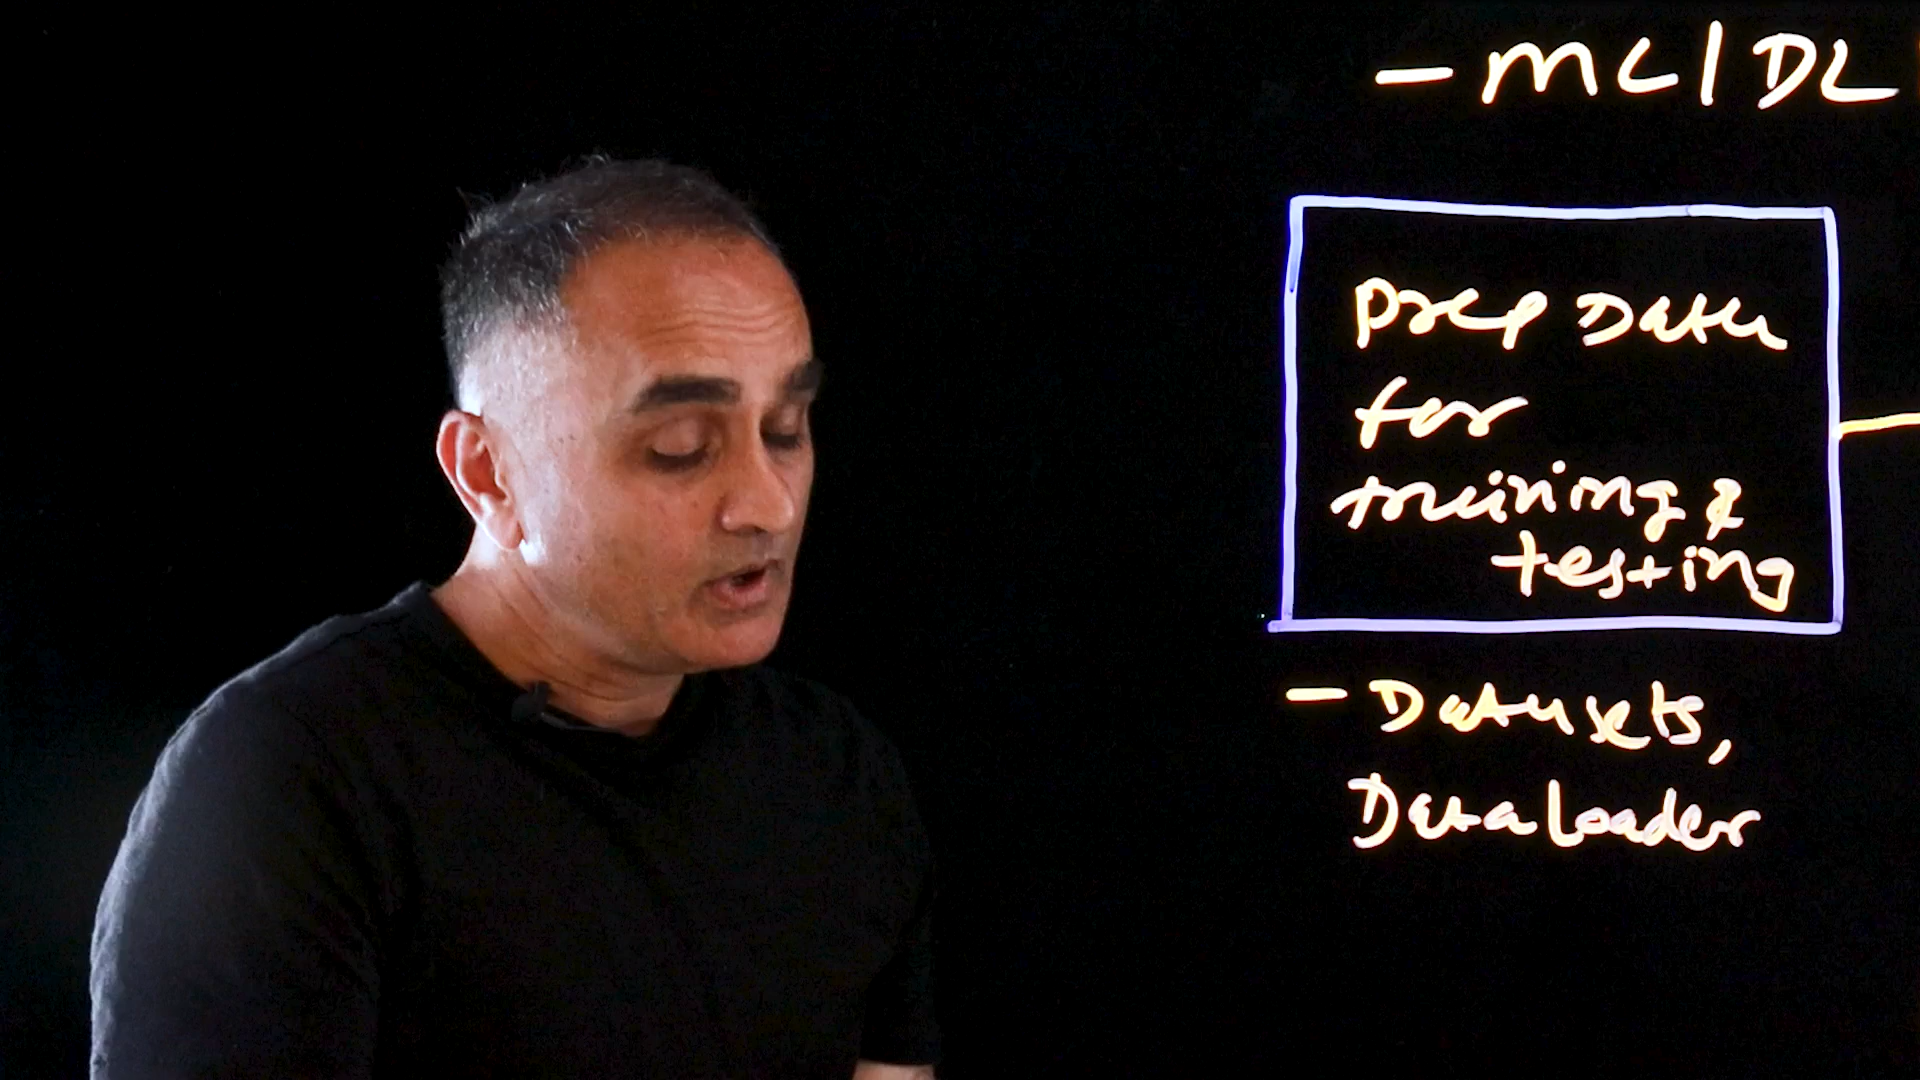 - ML/DL
Prep Data
for
training &
testing
- Datasets,
Dataloader